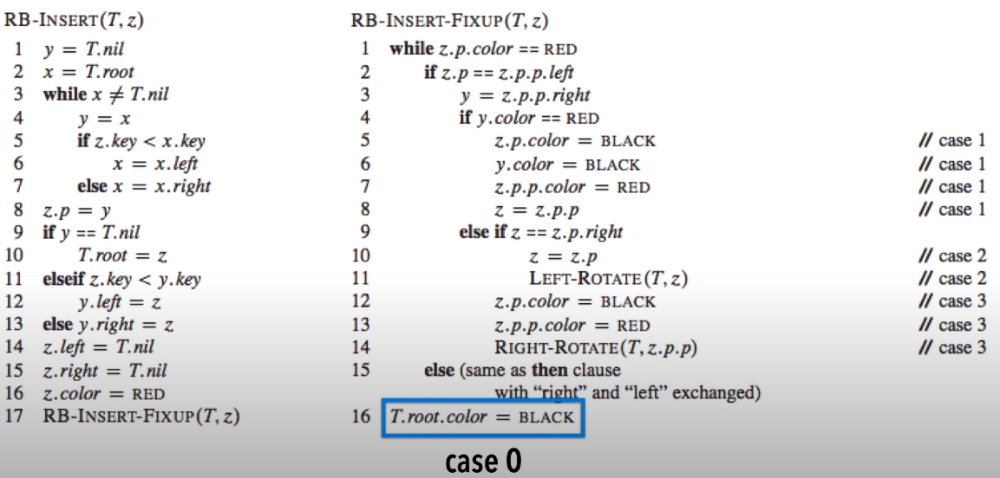 RB-INSERT(T, z)
1 y = T.nil
2 x = T.root
3 while x ≠ T.nil
4 y = x
5 if z.key < x.key
6 x = x.left
7 else x = x.right
8 z.p = y
9 if y == T.nil
10 T.root = z
11 elseif z.key < y.key
12 y.left = z
13 else y.right = z
14 z.left = T.nil
15 z.right = T.nil
16 z.color = RED
17 RB-INSERT-FIXUP(T, z)
RB-INSERT-FIXUP(T, z)
1 while z.p.color == RED
2 if z.p == z.p.p.left
3 y = z.p.p.right
4 if y.color == RED
5 z.p.color = BLACK // case 1
6 y.color = BLACK // case 1
7 z.p.p.color = RED // case 1
8 z = z.p.p // case 1
9 else if z == z.p.right
10 z = z.p // case 2
11 LEFT-ROTATE(T, z) // case 2
12 z.p.color = BLACK // case 3
13 z.p.p.color = RED // case 3
14 RIGHT-ROTATE(T, z.p.p) // case 3
15 else (same as then clause
with "right" and "left" exchanged)
16 T.root.color = BLACK
case 0